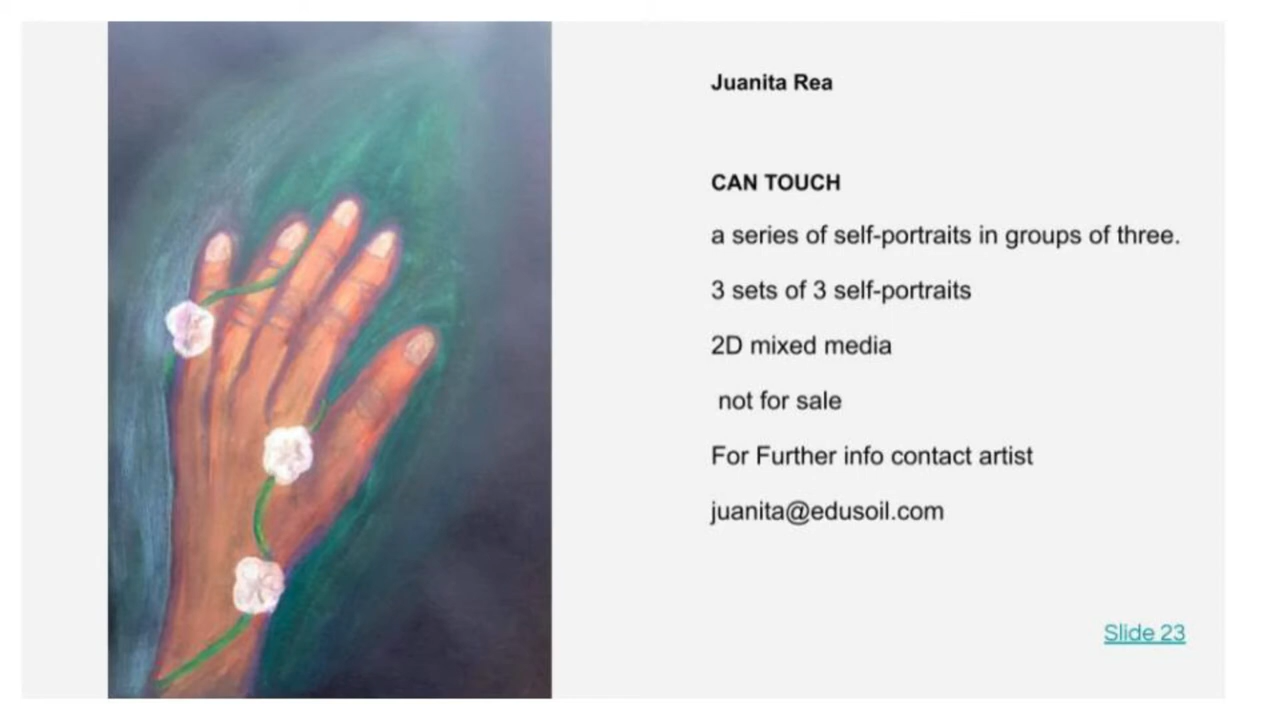 Juanita Rea
CAN TOUCH
a series of self-portraits in groups of three.
3 sets of 3 self-portraits
2D mixed media
not for sale
For Further info contact artist
juanita@edusoil.com
Slide 23